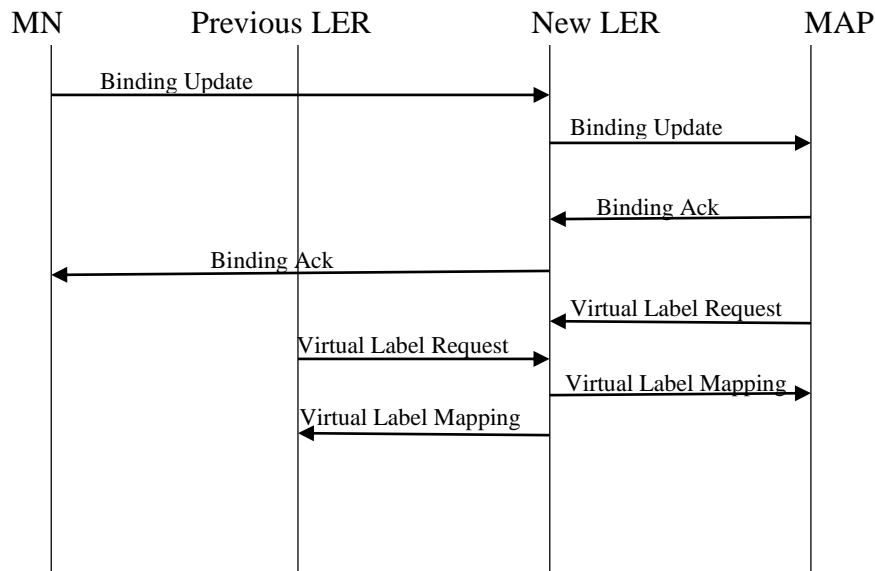 MN Previous LER New LER MAP
Binding Update
Binding Update
Binding Ack
Binding Ack
Virtual Label Request
Virtual Label Request
Virtual Label Mapping
Virtual Label Mapping